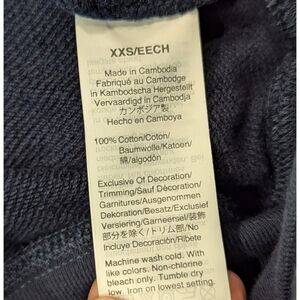 XXS/EECH
Made in Cambodia
Fabriqué au Cambodge
in Kambodscha Hergestellt
Vervaardigd in Cambodja
カンボジア製
Hecho en Camboya
100% Cotton/Coton/
Baumwolle/Katoen/
綿/algodón
Exclusive Of Decoration/
Trimming/Sauf Décoration/
Garnitures/Ausgenommen
Dekoration/Besatz/Exclusief
Versiering/Garneersel/装飾
部分を除く/トリム部/No
Incluye Decoración/Ribete
Machine wash cold. With
like colors. Non-chlorine
bleach only. Tumble dry
low. Iron on lowest setting.